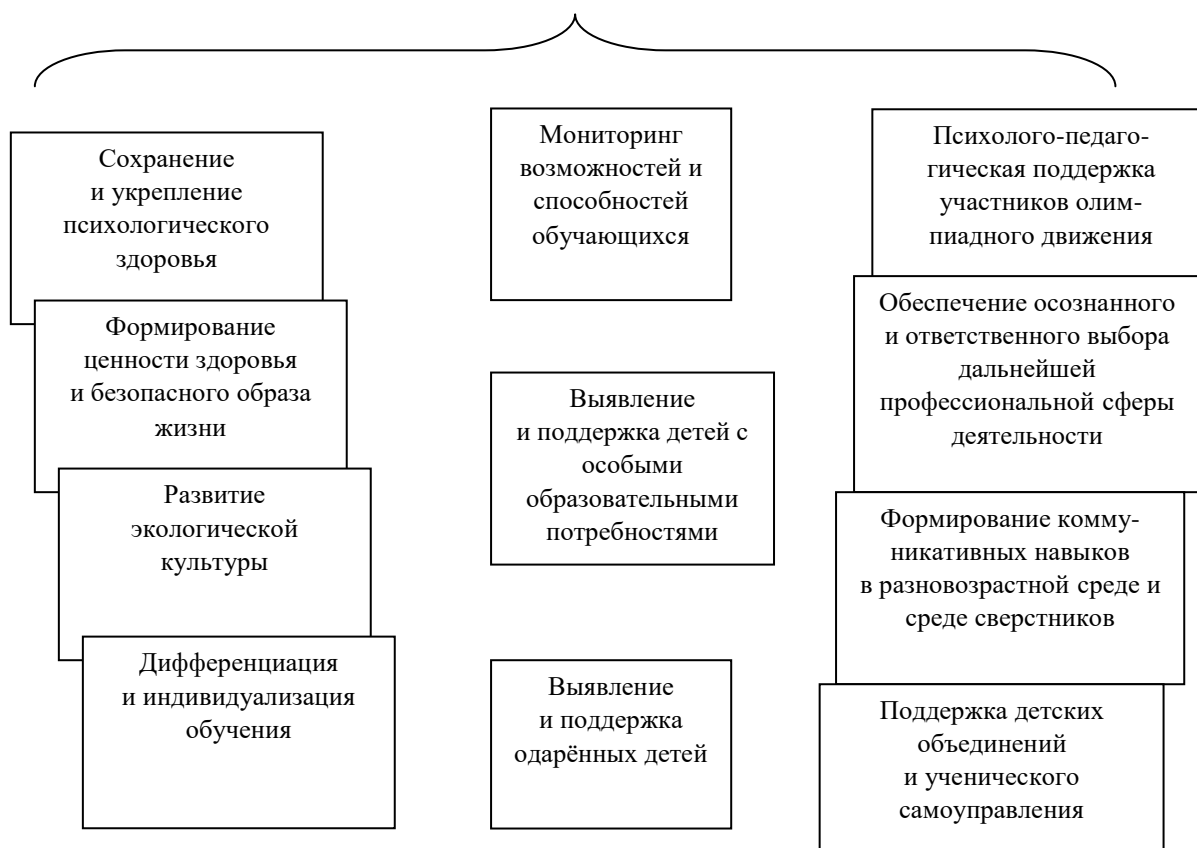 Сохранение
и укрепление
психологического
здоровья
Формирование
ценности здоровья
и безопасного образа
жизни
Развитие
экологической
культуры
Дифференциация
и индивидуализация
обучения
Мониторинг
возможностей и
способностей
обучающихся
Выявление
и поддержка детей с
особыми
образовательными
потребностями
Выявление
и поддержка
одарённых детей
Психолого-педаго-
гическая поддержка
участников олим-
пиадного движения
Обеспечение осознанного
и ответственного выбора
дальнейшей
профессиональной сферы
деятельности
Формирование комму-
никативных навыков
в разновозрастной среде и
среде сверстников
Поддержка детских
объединений
и ученического
самоуправления